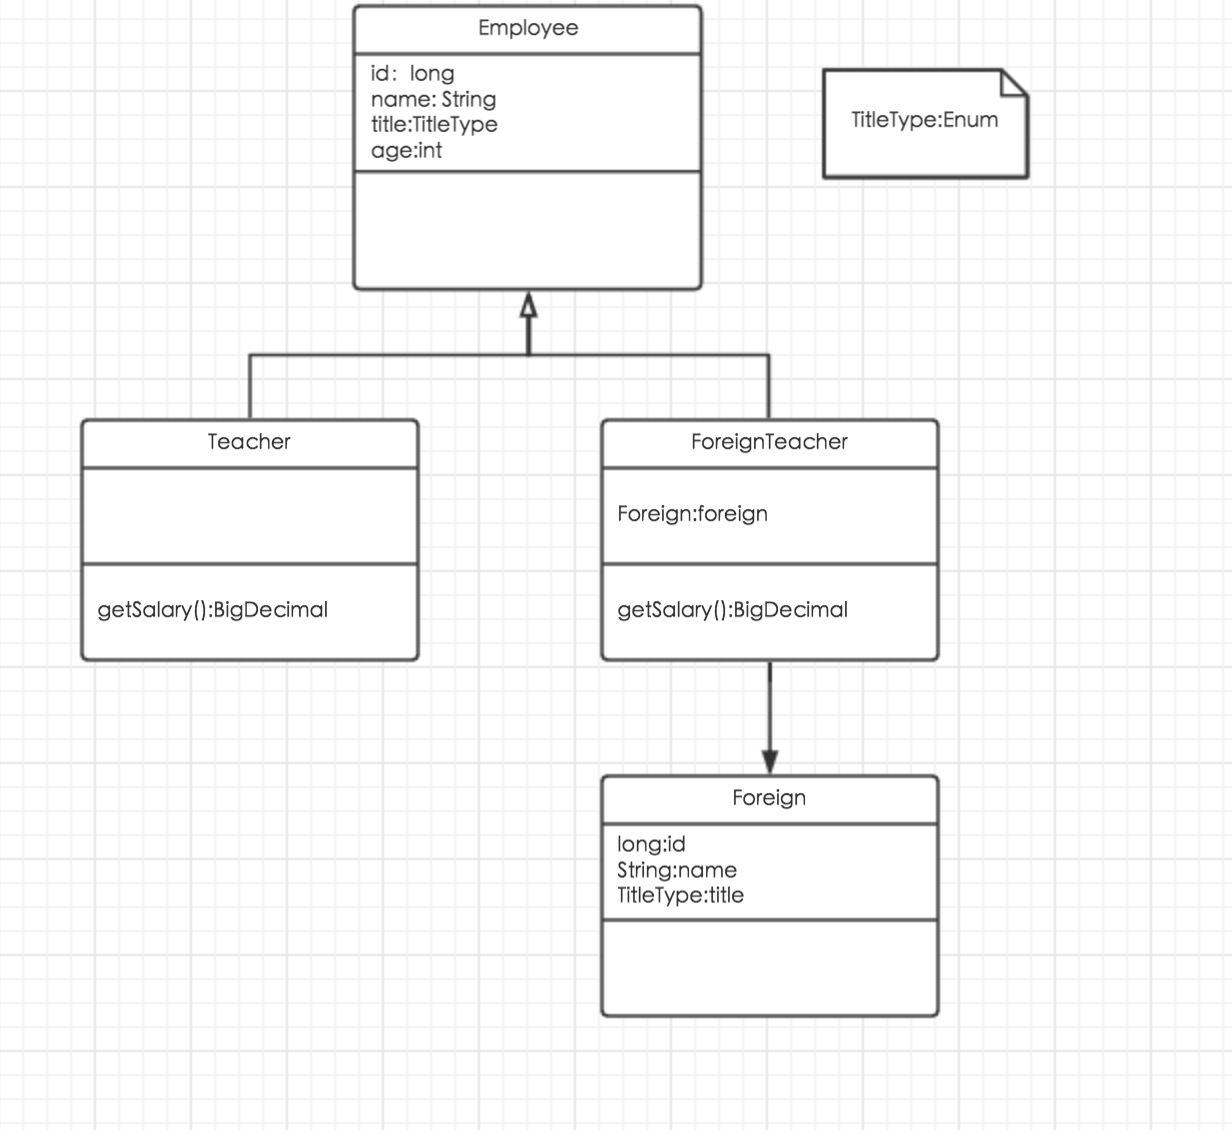 Employee
id: long
name: String
title:TitleType
age:int
TitleType:Enum
Teacher
getSalary():BigDecimal
ForeignTeacher
Foreign:foreign
getSalary():BigDecimal
Foreign
long:id
String:name
TitleType:title